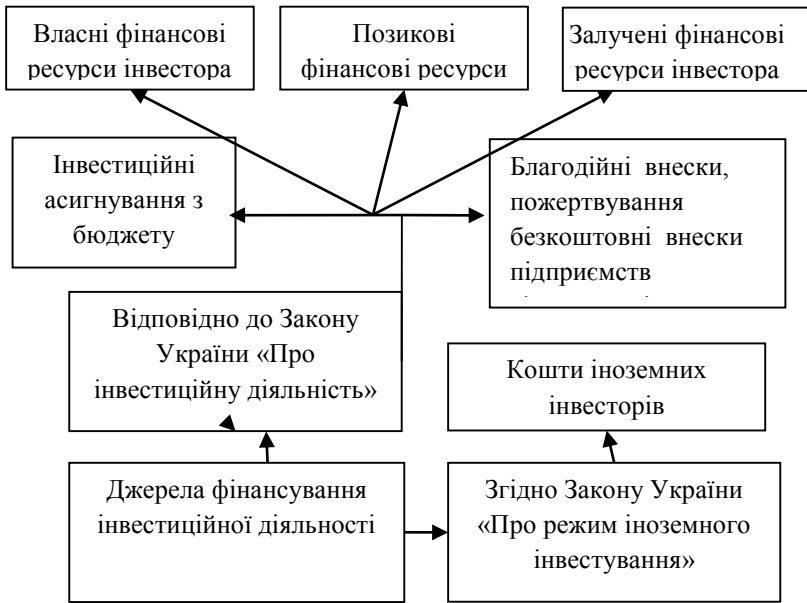 Власні фінансові
ресурси інвестора
Позикові
фінансові ресурси
Залучені фінансові
ресурси інвестора
Інвестиційні
асигнування з
бюджету
Благодійні внески,
пожертвування
безкоштовні внески
підприємств
Відповідно до Закону
України «Про
інвестиційну діяльність»
Кошти іноземних
інвесторів
Джерела фінансування
інвестиційної діяльності
Згідно Закону України
«Про режим іноземного
інвестування»